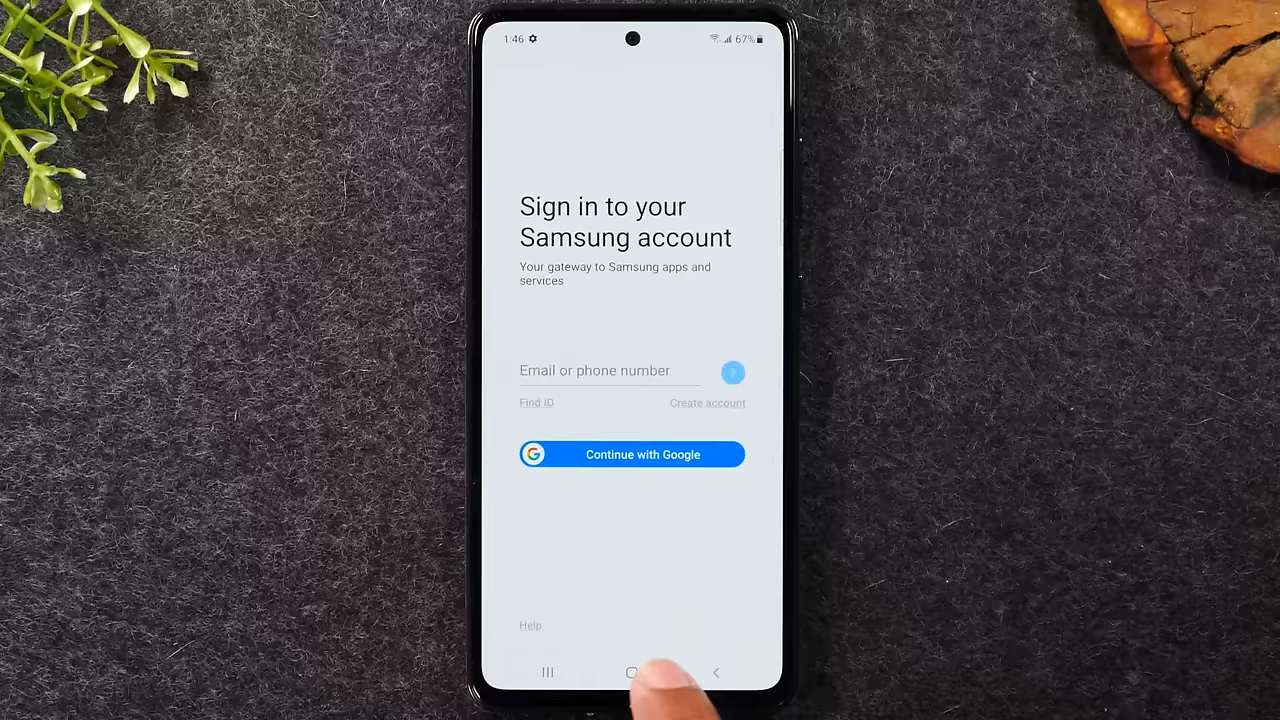 1:46 67%
Sign in to your
Samsung account
Your gateway to Samsung apps and
services
Email or phone number
Find ID Create account
G Continue with Google
Help